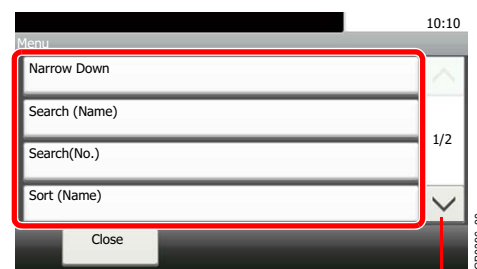 10:10
Menu
Narrow Down
Search (Name)
Search(No.)
1/2
Sort (Name)
Close